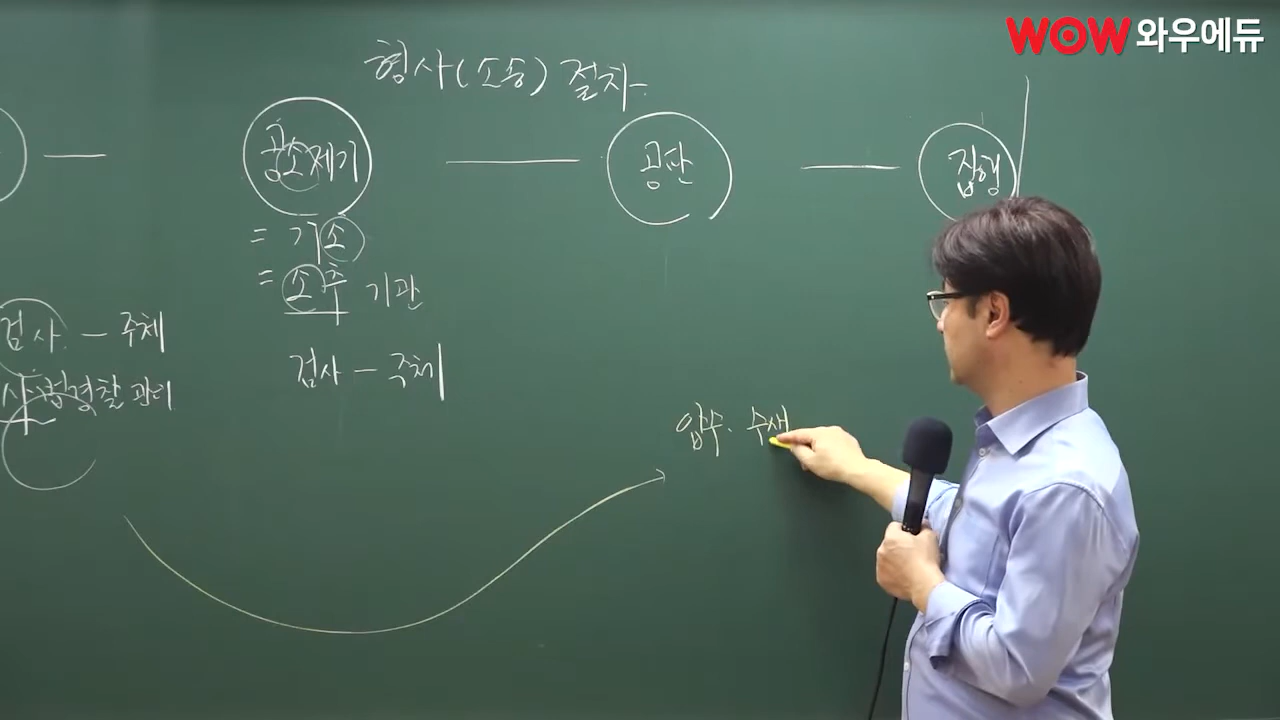 WOW 와우에듀
형사(소송) 절차
공소제기
공판
집행
= 기소
= 소추 기관
검사 - 주체
검사 - 주체
사법경찰관리
압수. 수색